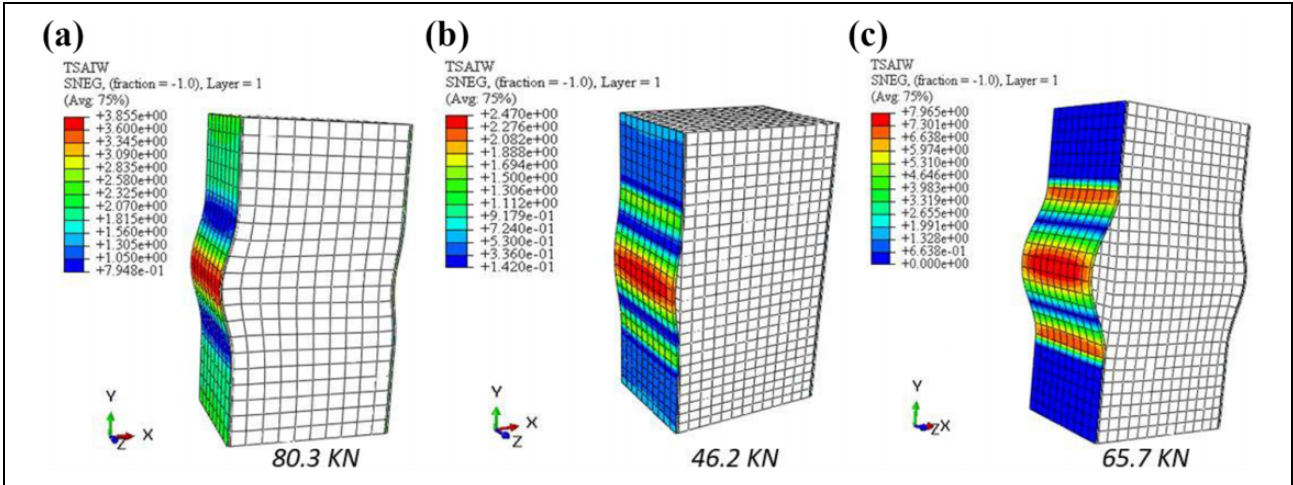 (a)
TSAIW
SNEG, (fraction = -1.0), Layer = 1
(Avg: 75%)
+3.855e+00
+3.600e+00
+3.345e+00
+3.090e+00
+2.835e+00
+2.580e+00
+2.325e+00
+2.070e+00
+1.815e+00
+1.560e+00
+1.305e+00
+1.050e+00
+7.948e-01
Y
X
Z
80.3 KN
(b)
TSAIW
SNEG, (fraction = -1.0), Layer = 1
(Avg: 75%)
+2.470e+00
+2.276e+00
+2.082e+00
+1.888e+00
+1.694e+00
+1.500e+00
+1.306e+00
+1.112e+00
+9.179e-01
+7.240e-01
+5.300e-01
+3.360e-01
+1.420e-01
Y
X
Z
46.2 KN
(c)
TSAIW
SNEG, (fraction = -1.0), Layer = 1
(Avg: 75%)
+7.965e+00
+7.301e+00
+6.638e+00
+5.974e+00
+5.310e+00
+4.646e+00
+3.983e+00
+3.319e+00
+2.655e+00
+1.991e+00
+1.328e+00
+6.638e-01
+0.000e+00
Y
Z X
65.7 KN